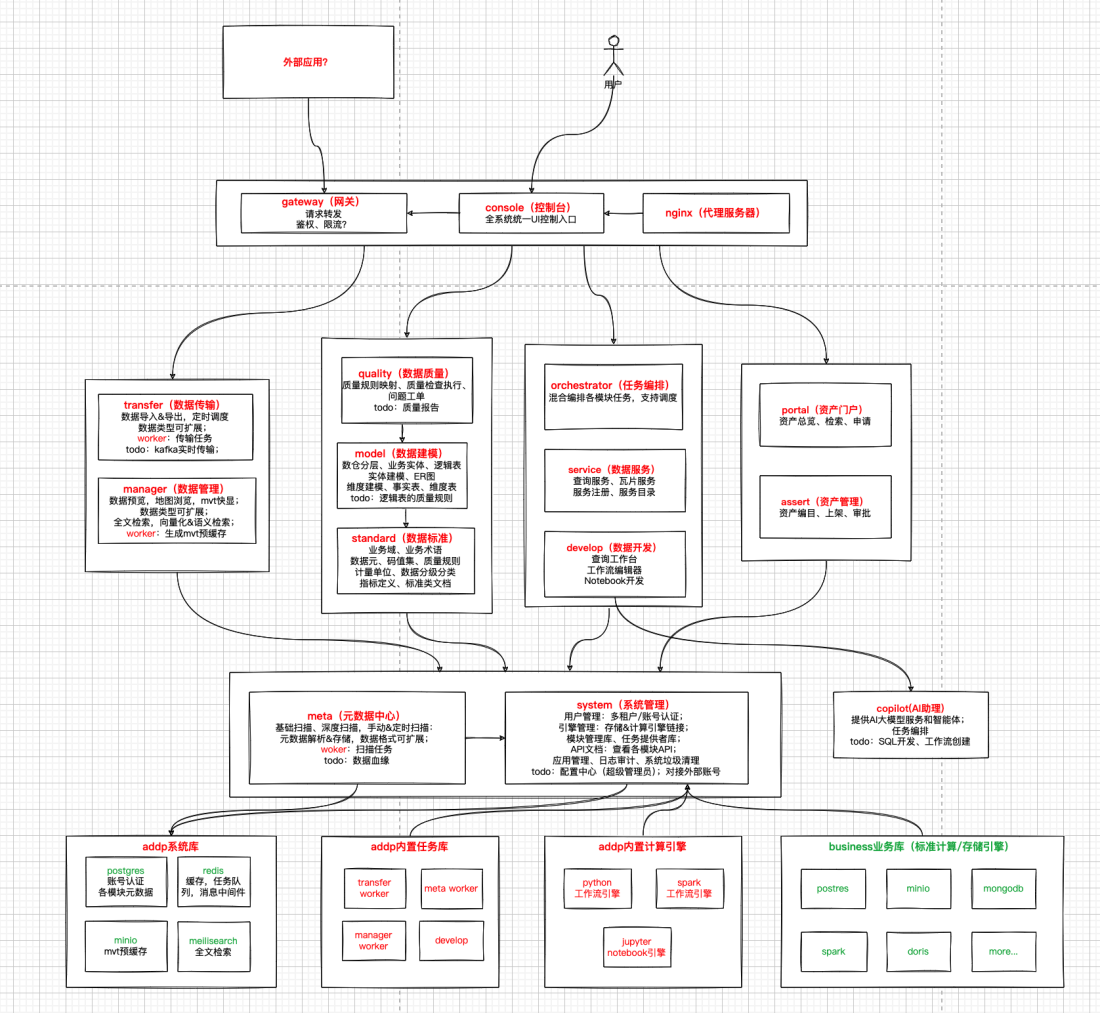 外部应用?
用户
gateway（网关）
请求转发
鉴权、限流?
console（控制台）
全系统统一UI控制入口
nginx（代理服务器）
transfer（数据传输）
数据导入&导出，定时调度
数据类型可扩展；
worker：传输任务
todo：kafka实时传输；
manager（数据管理）
数据预览，地图浏览，mvt快显；
数据类型可扩展；
全文检索，向量化&语义检索；
worker：生成mvt预缓存
quality（数据质量）
质量规则映射、质量检查执行、
问题工单
todo：质量报告
model（数据建模）
数仓分层、业务实体、逻辑表
实体建模、ER图
维度建模、事实表、维度表
todo：逻辑表的质量规则
standard（数据标准）
业务域、业务术语
数据元、码值集、质量规则
计量单位、数据分级分类
指标定义、标准类文档
orchestrator（任务编排）
混合编排各模块任务，支持调度
service（数据服务）
查询服务、瓦片服务
服务注册、服务目录
develop（数据开发）
查询工作台
工作流编辑器
Notebook开发
portal（资产门户）
资产总览、检索、申请
assert（资产管理）
资产编目、上架、审批
meta（元数据中心）
基础扫描、深度扫描，手动&定时扫描：
元数据解析&存储，数据格式可扩展；
woker：扫描任务
todo：数据血缘
system（系统管理）
用户管理：多租户/账号认证；
引擎管理：存储&计算引擎链接；
模块管理库、任务提供者库；
API文档：查看各模块API；
应用管理、日志审计、系统垃圾清理
todo：配置中心（超级管理员）；对接外部账号
copilot(AI助理)
提供AI大模型服务和智能体；
任务编排
todo：SQL开发、工作流创建
addp系统库
postgres
账号认证
各模块元数据
redis
缓存，任务队
列，消息中间件
minio
mvt预缓存
meilisearch
全文检索
addp内置任务库
transfer
worker
meta worker
manager
worker
develop
addp内置计算引擎
python
工作流引擎
spark
工作流引擎
jupyter
notebook引擎
business业务库（标准计算/存储引擎）
postres
minio
mongodb
spark
doris
more...